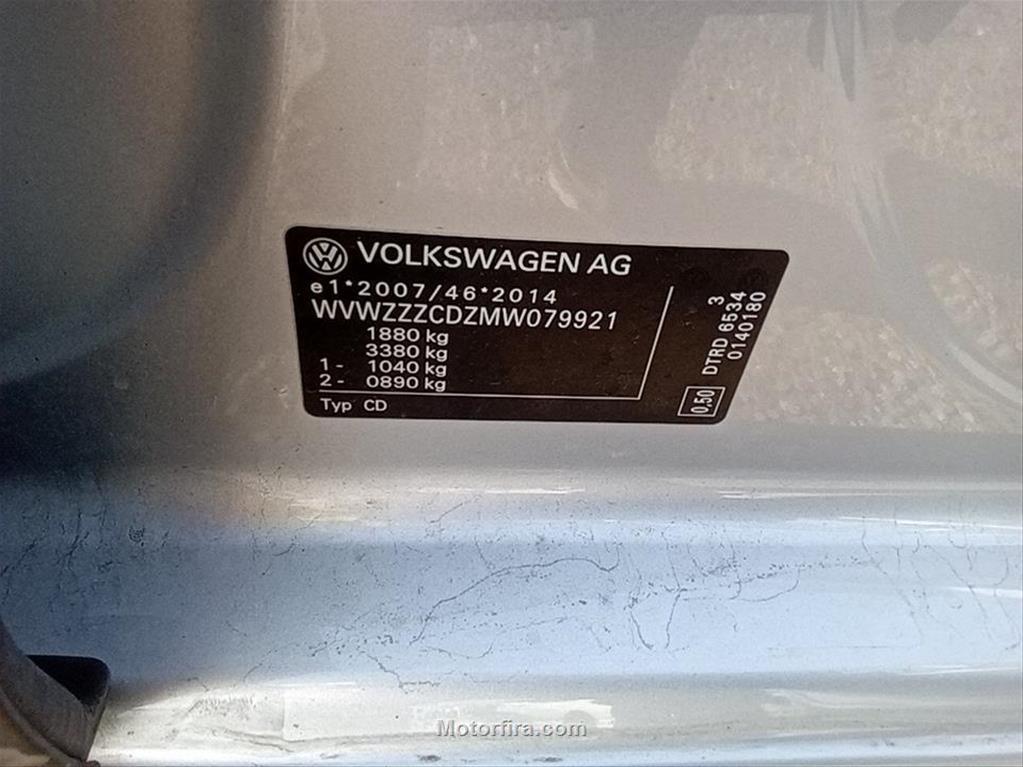 VOLKSWAGEN AG
e1*2007/46*2014
WVWZZZCDZMW079921
1880 kg
3380 kg
1- 1040 kg
2- 0890 kg
Typ CD
3
DTRD 6534
0140180
0,50
Motorfira.com